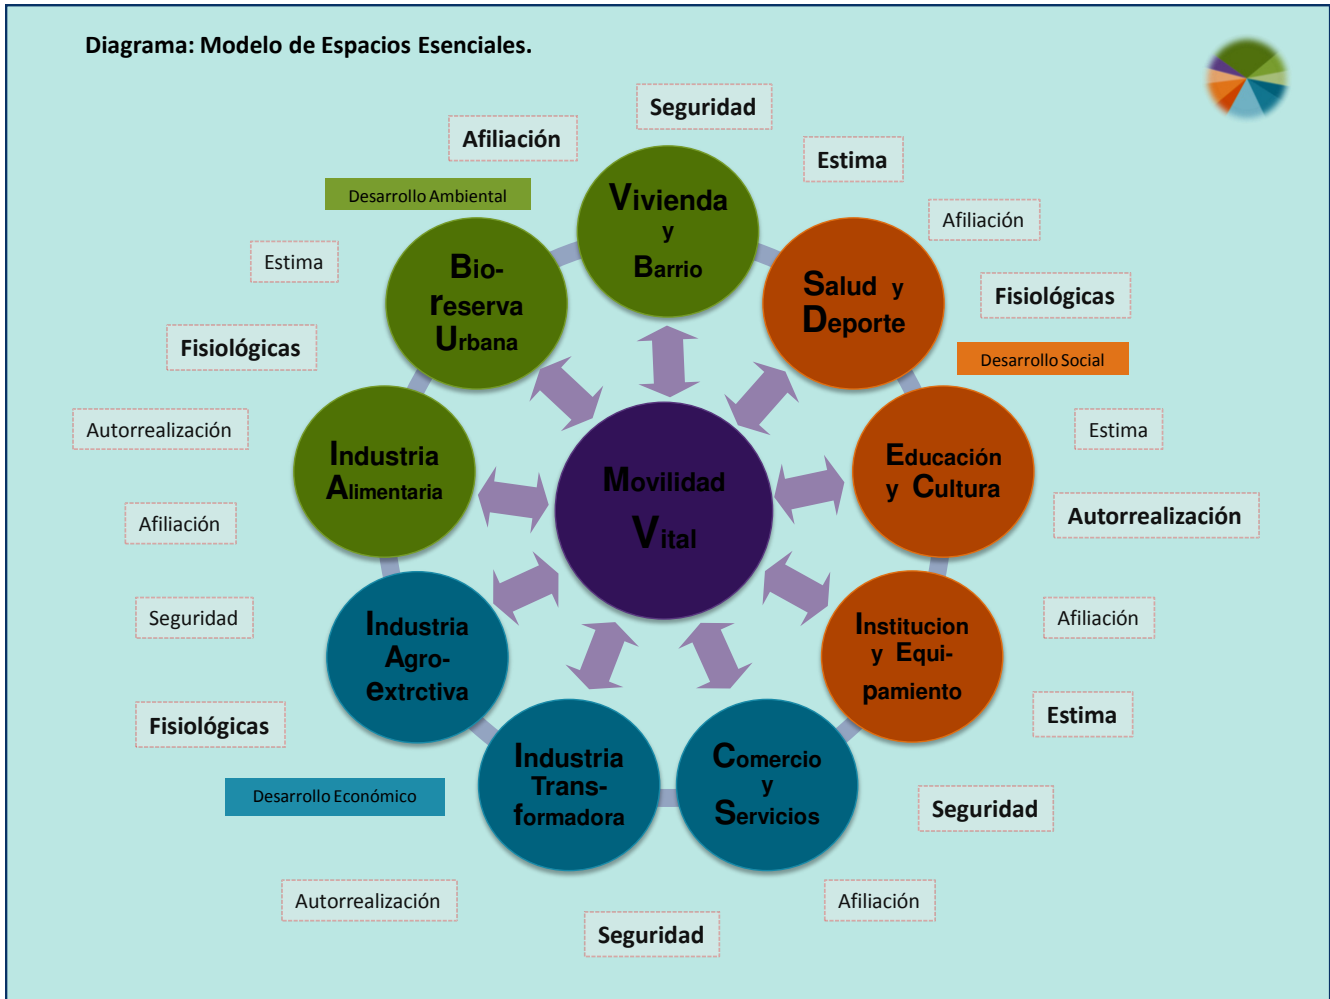 Diagrama: Modelo de Espacios Esenciales.
Seguridad
Afiliación
Estima
Desarrollo Ambiental
Vivienda
y
Barrio
Afiliación
Estima
Bio-
reserva
Urbana
Salud y
Deporte
Fisiológicas
Fisiológicas
Desarrollo Social
Autorrealización
Industria
Alimentaria
Movilidad
Vital
Educación
y Cultura
Estima
Autorrealización
Afiliación
Seguridad
Industria
Agro-
extrctiva
Institucion
y Equi-
pamiento
Afiliación
Fisiológicas
Estima
Desarrollo Económico
Industria
Trans-
formadora
Comercio
y
Servicios
Seguridad
Autorrealización
Seguridad
Afiliación